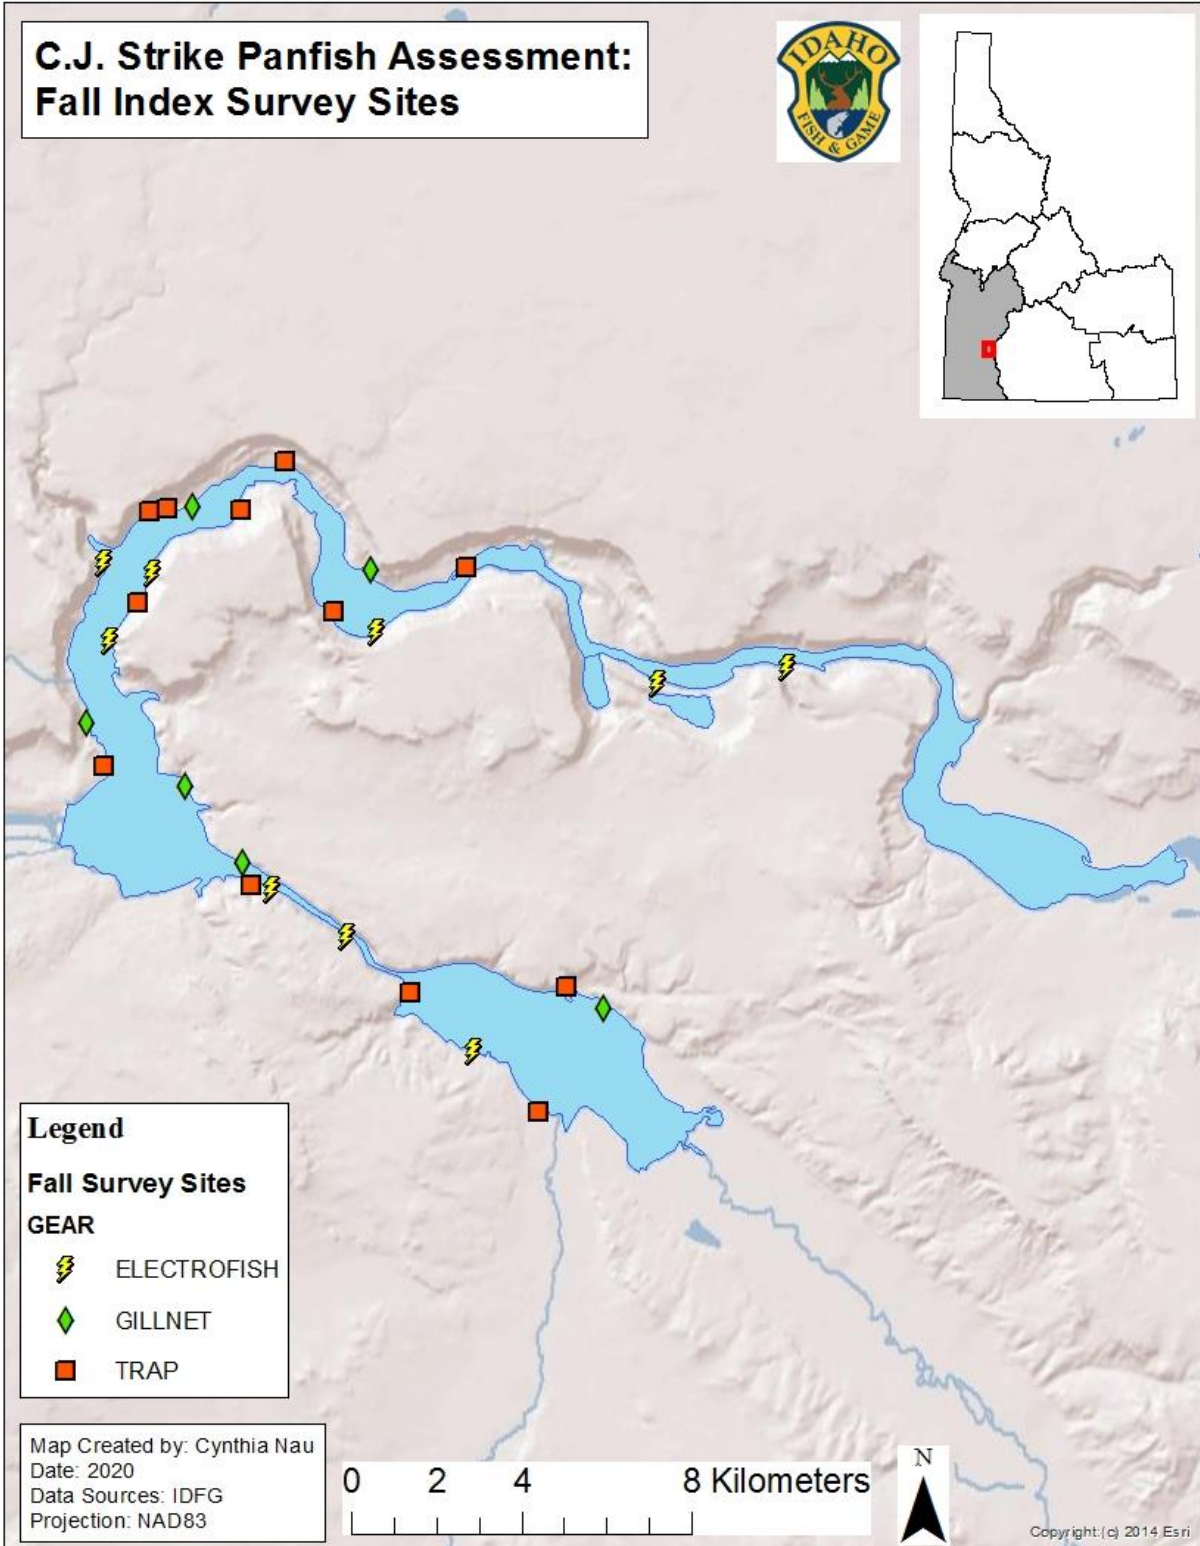 C.J. Strike Panfish Assessment:
Fall Index Survey Sites
IDAHO
FISH & GAME
Legend
Fall Survey Sites
GEAR
ELECTROFISH
GILLNET
TRAP
Map Created by: Cynthia Nau
Date: 2020
Data Sources: IDFG
Projection: NAD83
0 2 4 8 Kilometers
N
Copyright:(c) 2014 Esri